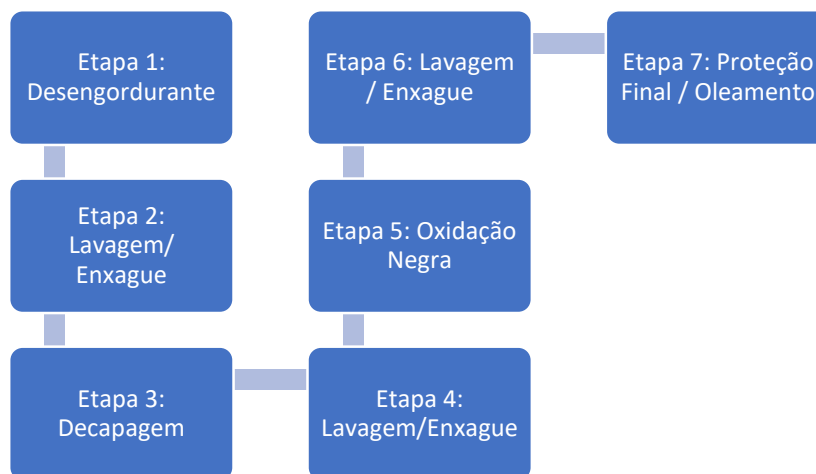 Etapa 1:
Desengordurante
Etapa 2:
Lavagem/
Enxague
Etapa 3:
Decapagem
Etapa 4:
Lavagem/Enxague
Etapa 5: Oxidação
Negra
Etapa 6: Lavagem
/ Enxague
Etapa 7: Proteção
Final / Oleamento